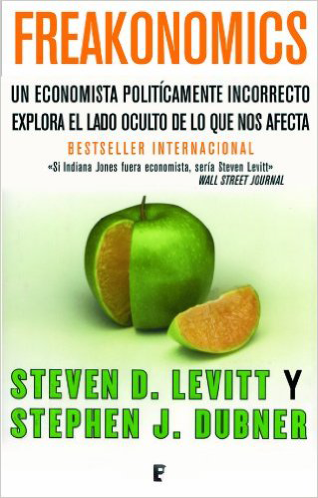 FREAKONOMICS
UN ECONOMISTA POLITÍCAMENTE INCORRECTO
EXPLORA EL LADO OCULTO DE LO QUE NOS AFECTA
BESTSELLER INTERNACIONAL
«Si Indiana Jones fuera economista, sería Steven Levitt»
WALL STREET JOURNAL
STEVEN D. LEVITT Y
STEPHEN J. DUBNER
B